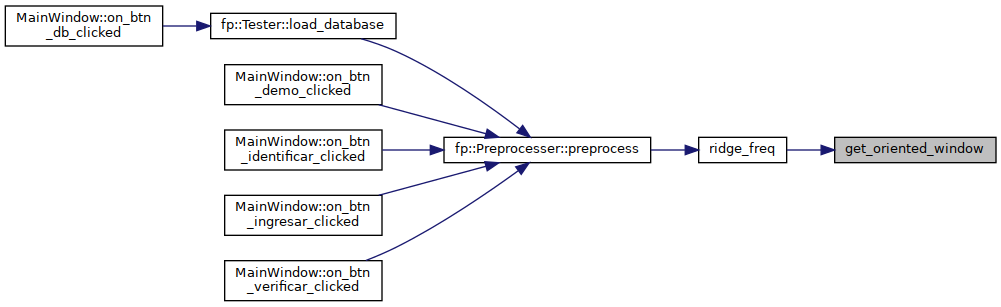 MainWindow::on_btn
_db_clicked
fp::Tester::load_database
MainWindow::on_btn
_demo_clicked
MainWindow::on_btn
_identificar_clicked
fp::Preprocesser::preprocess
ridge_freq
get_oriented_window
MainWindow::on_btn
_ingresar_clicked
MainWindow::on_btn
_verificar_clicked